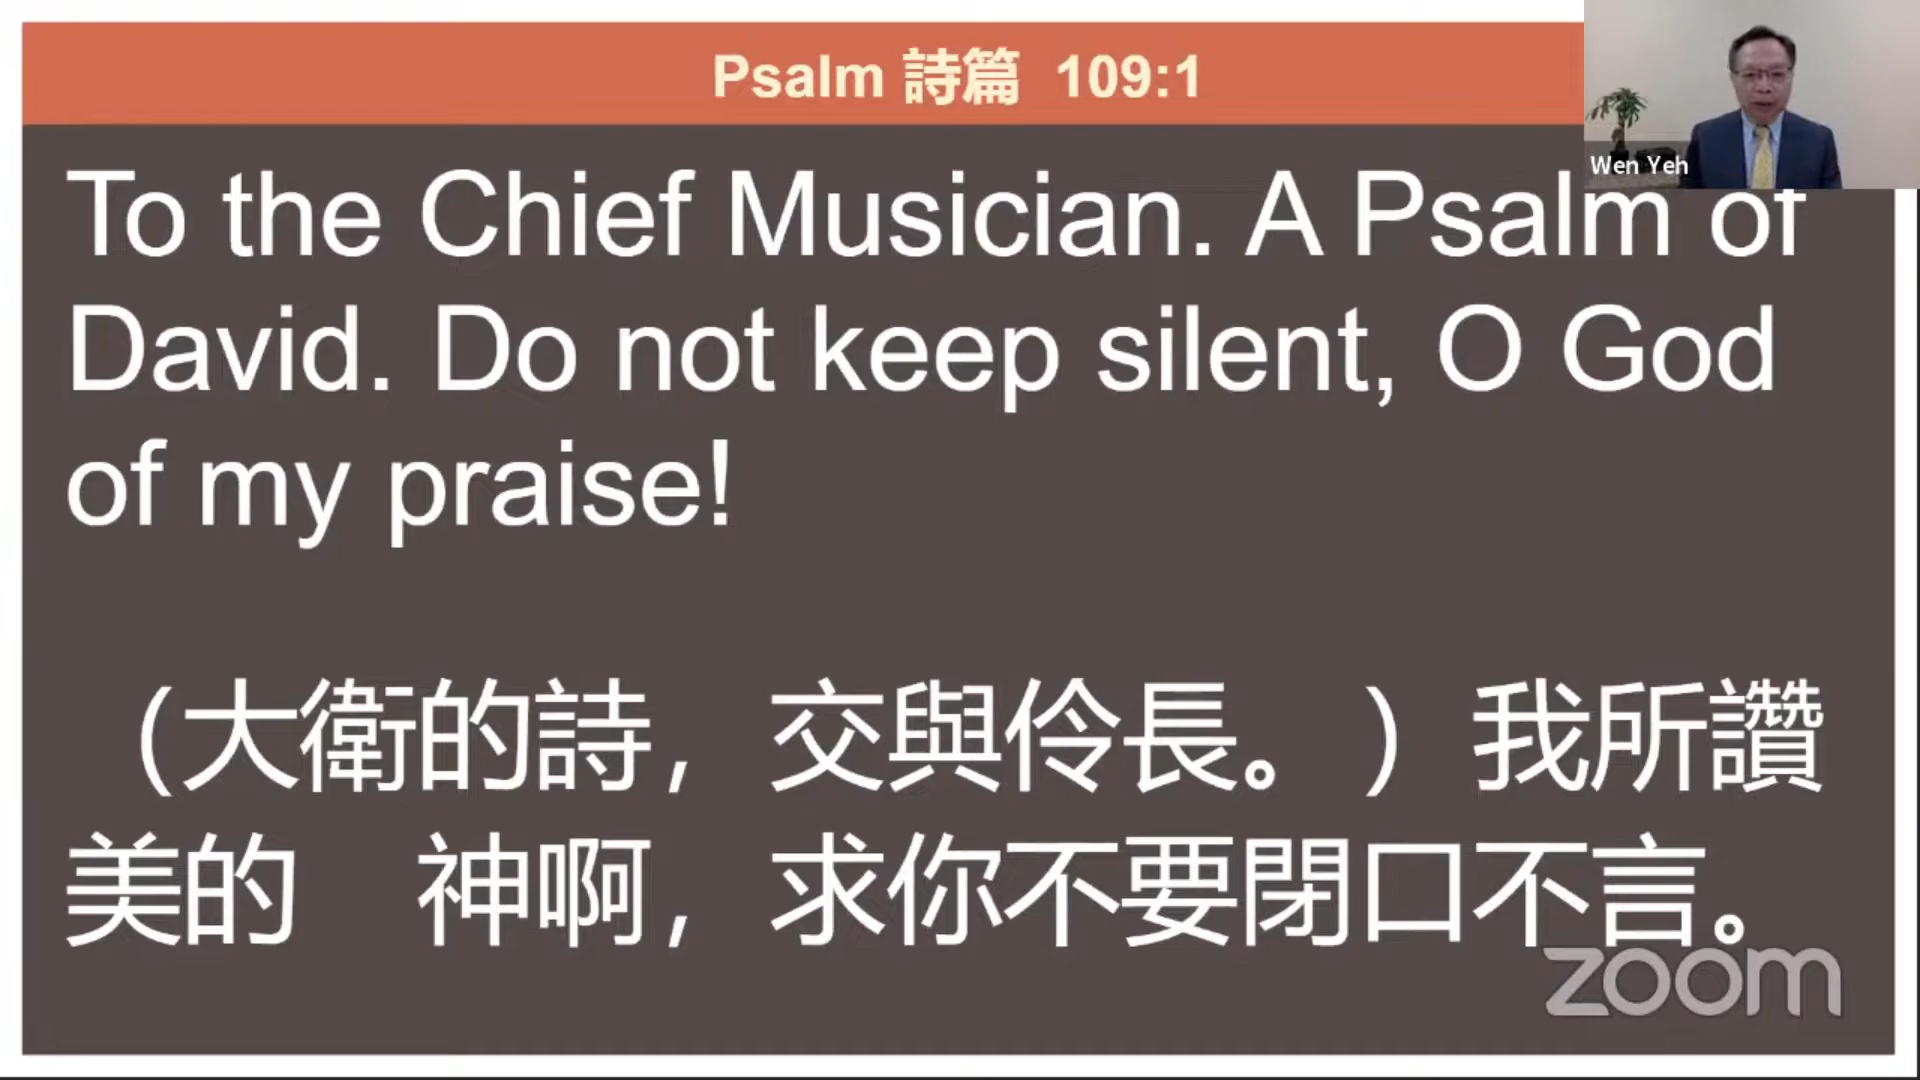 Psalm 詩篇 109:1
Wen Yeh
To the Chief Musician. A Psalm of
David. Do not keep silent, O God
of my praise!
（大衛的詩，交與伶長。）我所讚
美的　神啊，求你不要閉口不言。
zoom